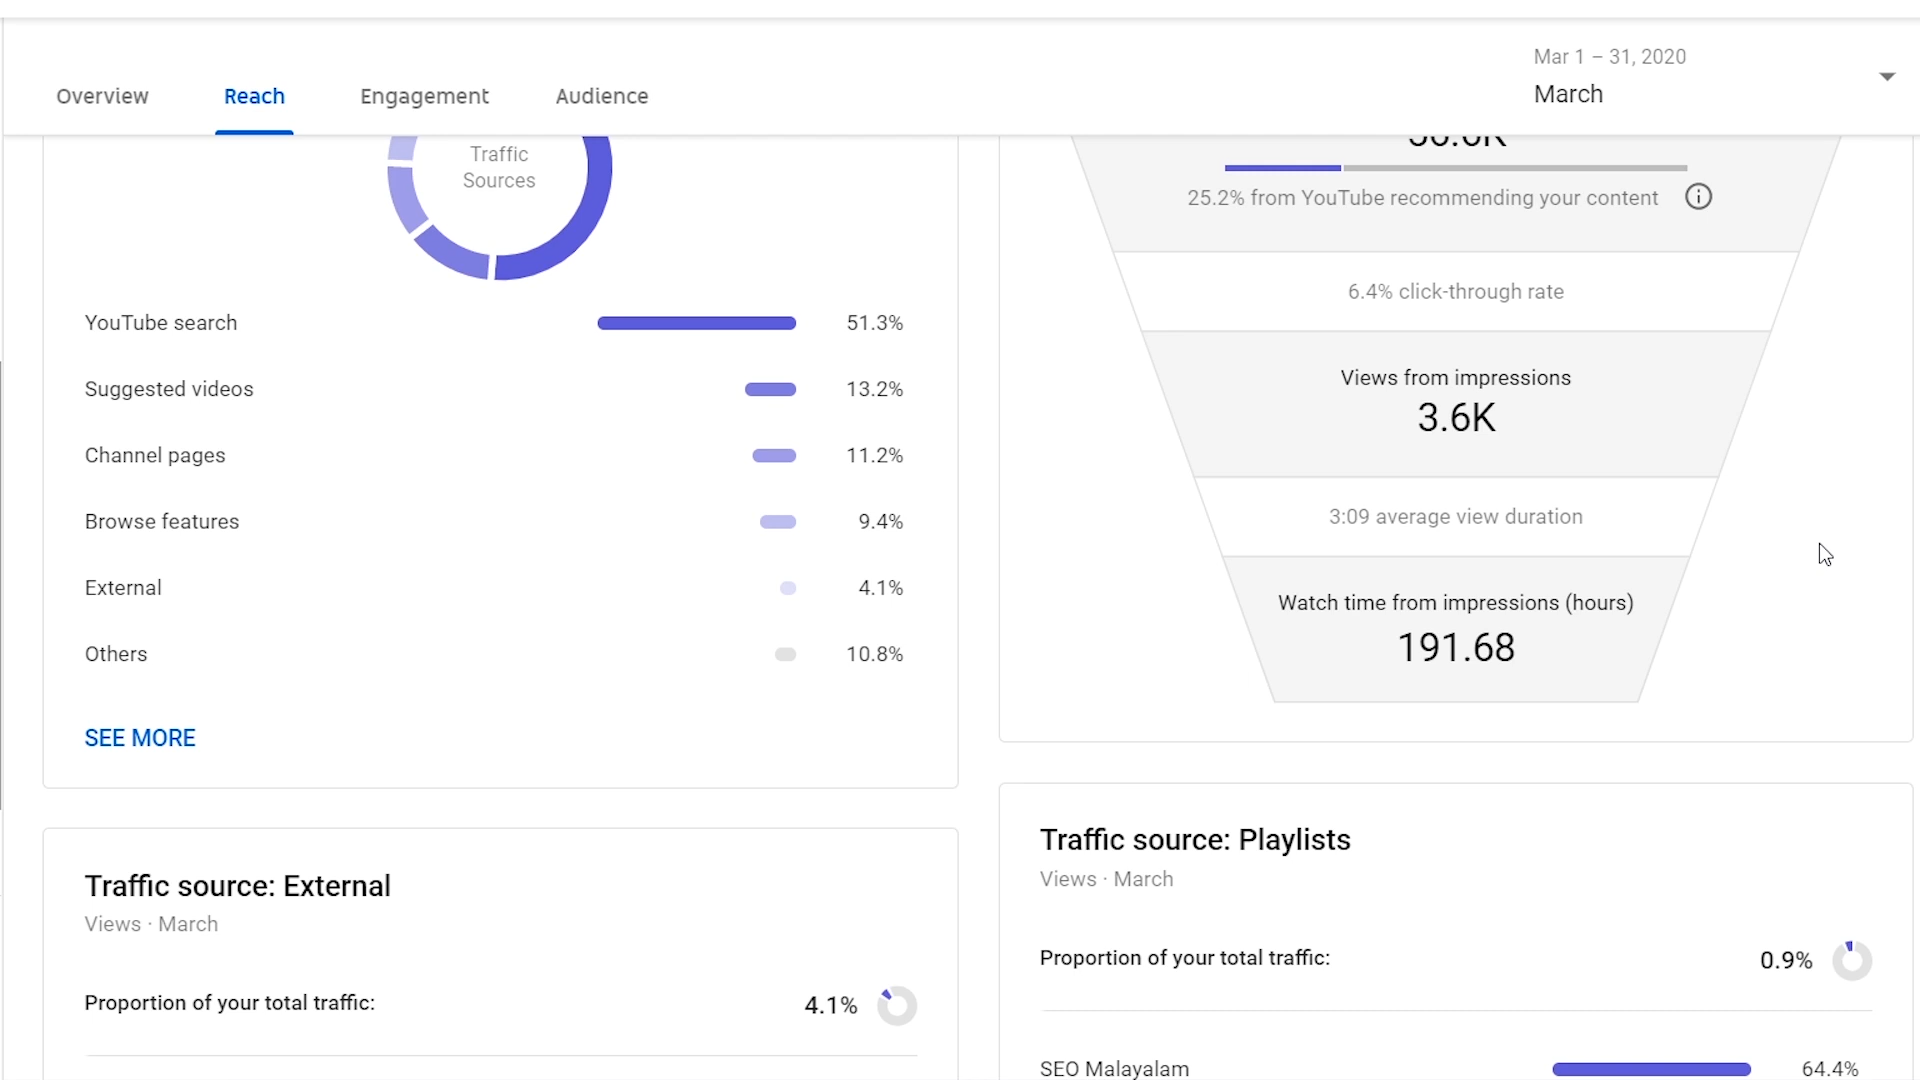 Mar 1 – 31, 2020
March
Overview
Reach
Engagement
Audience
Traffic
Sources
YouTube search 51.3%
Suggested videos 13.2%
Channel pages 11.2%
Browse features 9.4%
External 4.1%
Others 10.8%
SEE MORE
25.2% from YouTube recommending your content
6.4% click-through rate
Views from impressions
3.6K
3:09 average view duration
Watch time from impressions (hours)
191.68
Traffic source: External
Views · March
Proportion of your total traffic: 4.1%
Traffic source: Playlists
Views · March
Proportion of your total traffic: 0.9%
SEO Malayalam 64.4%